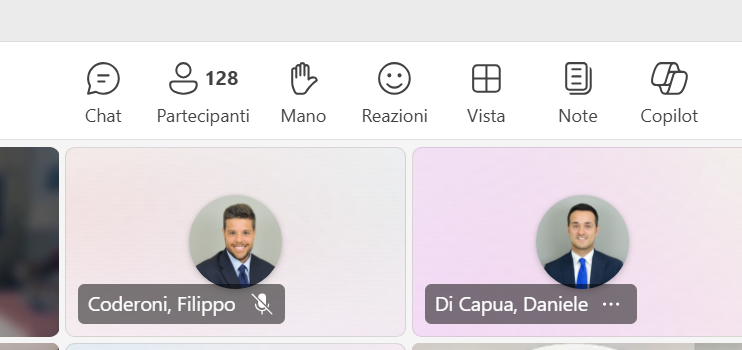 128
Chat Partecipanti Mano Reazioni Vista Note Copilot
Coderoni, Filippo Di Capua, Daniele ...